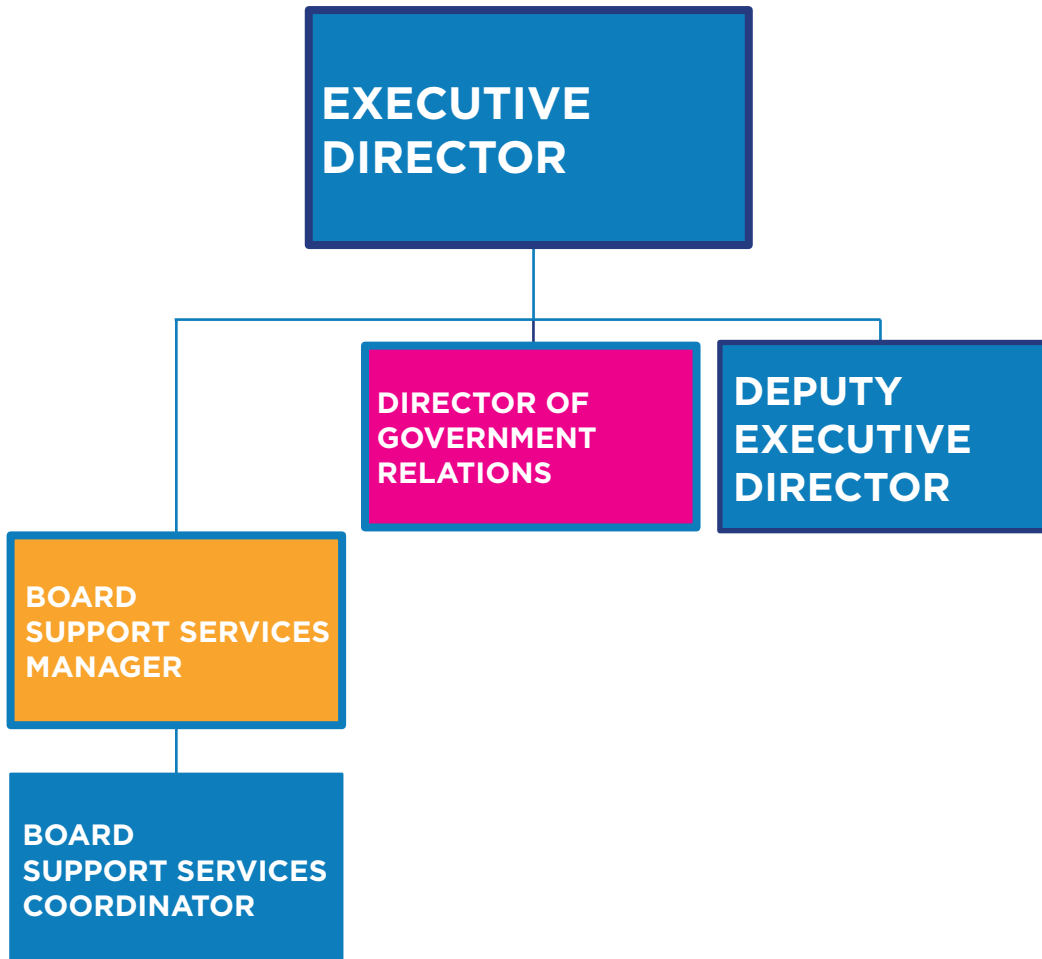 EXECUTIVE
DIRECTOR
DIRECTOR OF
GOVERNMENT
RELATIONS
DEPUTY
EXECUTIVE
DIRECTOR
BOARD
SUPPORT SERVICES
MANAGER
BOARD
SUPPORT SERVICES
COORDINATOR